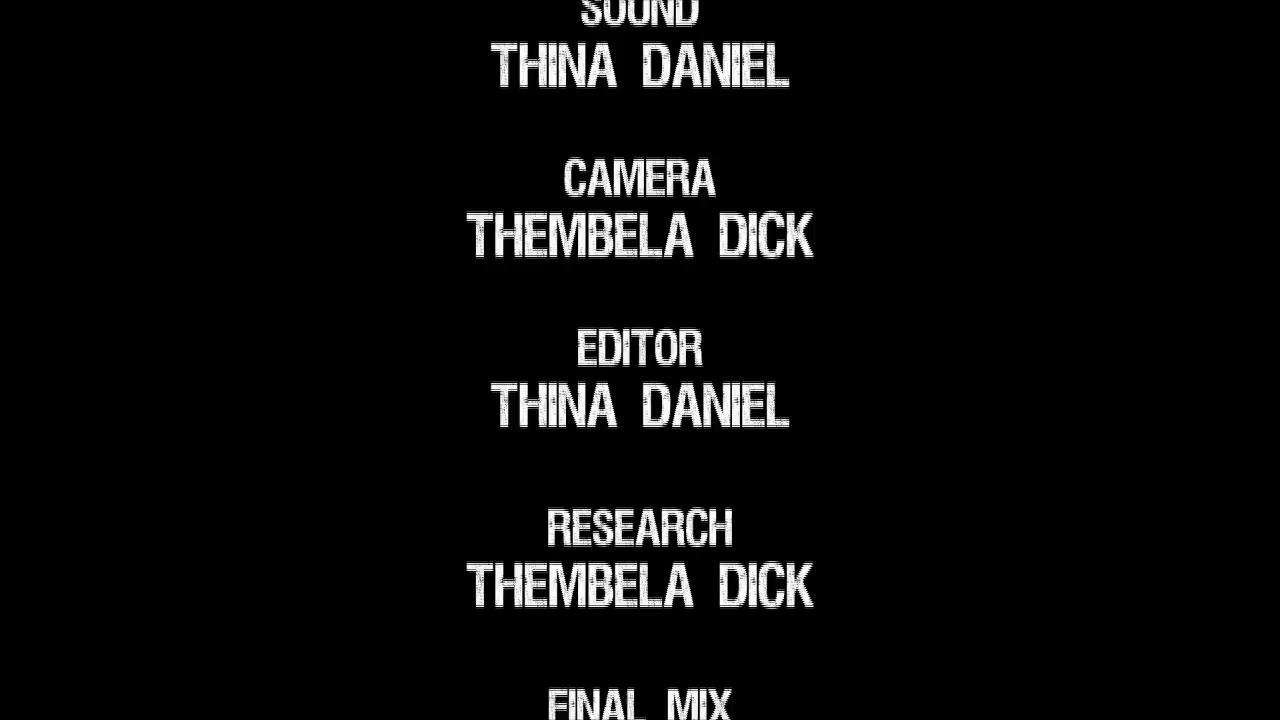 SOUND
THINA DANIEL
CAMERA
THEMBELA DICK
EDITOR
THINA DANIEL
RESEARCH
THEMBELA DICK
FINAL MIX